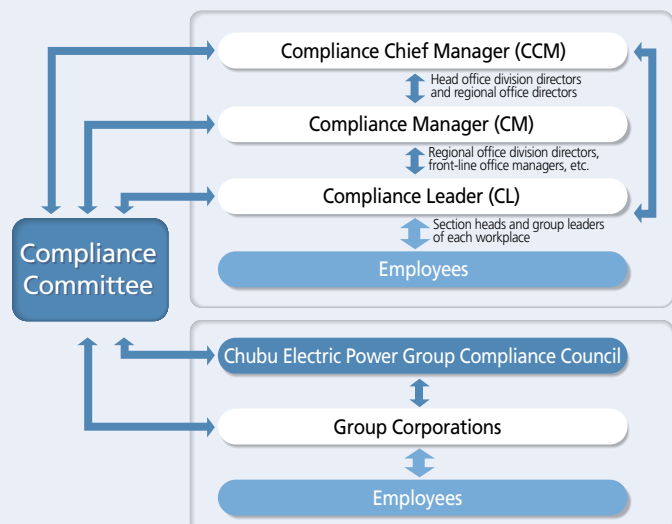 Compliance Chief Manager (CCM)
Head office division directors
and regional office directors
Compliance Manager (CM)
Regional office division directors,
front-line office managers, etc.
Compliance Leader (CL)
Section heads and group leaders
of each workplace
Employees
Compliance
Committee
Chubu Electric Power Group Compliance Council
Group Corporations
Employees